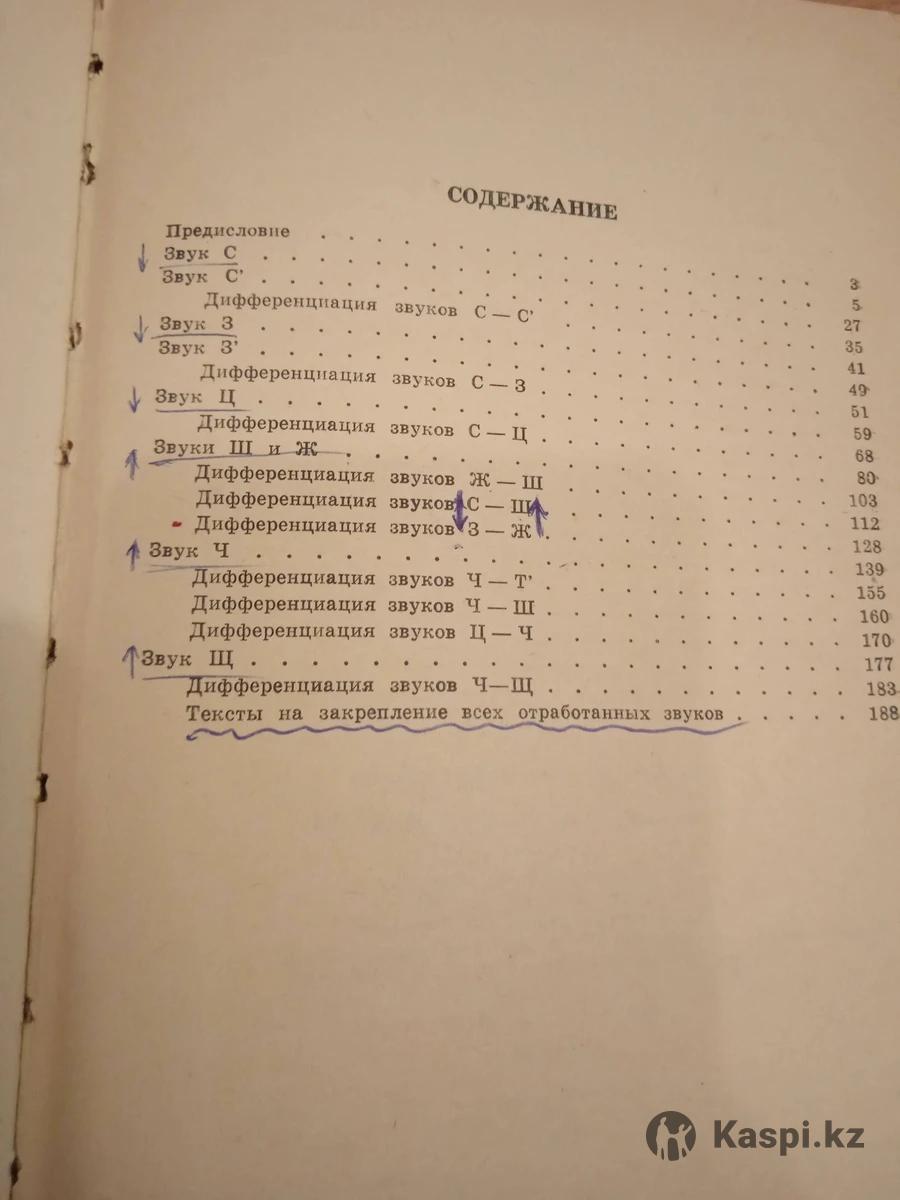 СОДЕРЖАНИЕ
Предисловие . . . . . . . . . . . . . . . . 3
Звук С . . . . . . . . . . . . . . . . 5
Звук С’ . . . . . . . . . . . . . . . . 27
Дифференциация звуков С — С’ . . . . . . . . 35
Звук З . . . . . . . . . . . . . . . . 41
Звук З’ . . . . . . . . . . . . . . . . 49
Дифференциация звуков С — З . . . . . . . . 51
Звук Ц . . . . . . . . . . . . . . . . 59
Дифференциация звуков С — Ц . . . . . . . . 68
Звуки Ш и Ж . . . . . . . . . . . . . . 80
Дифференциация звуков Ж — Ш . . . . . . . . 103
Дифференциация звуков С — Ш . . . . . . . . 112
Дифференциация звуков З — Ж . . . . . . . . 128
Звук Ч . . . . . . . . . . . . . . . . 139
Дифференциация звуков Ч — Т’ . . . . . . . . 155
Дифференциация звуков Ч — Ш . . . . . . . . 160
Дифференциация звуков Ц — Ч . . . . . . . . 170
Звук Щ . . . . . . . . . . . . . . . . 177
Дифференциация звуков Ч—Щ . . . . . . . . 183
Тексты на закрепление всех отработанных звуков . . . . . 188
Kaspi.kz